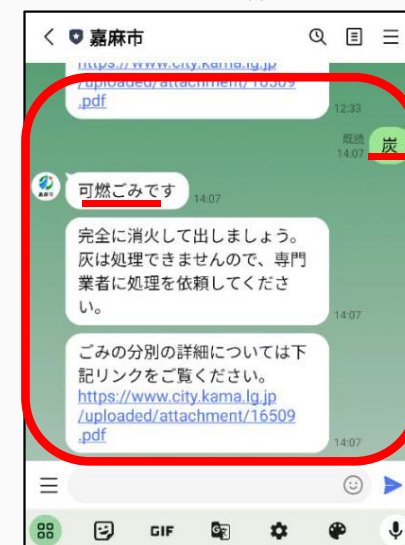 嘉麻市
https://www.city.kama.lg.jp
/uploaded/attachment/16509
.pdf
12:33
既読
14:07
炭
可燃ごみです
14:07
完全に消火して出しましょう。
灰は処理できませんので、専門
業者に処理を依頼してくださ
い。
14:07
ごみの分別の詳細については下
記リンクをご覧ください。
https://www.city.kama.lg.jp
/uploaded/attachment/16509
.pdf
14:07
GIF